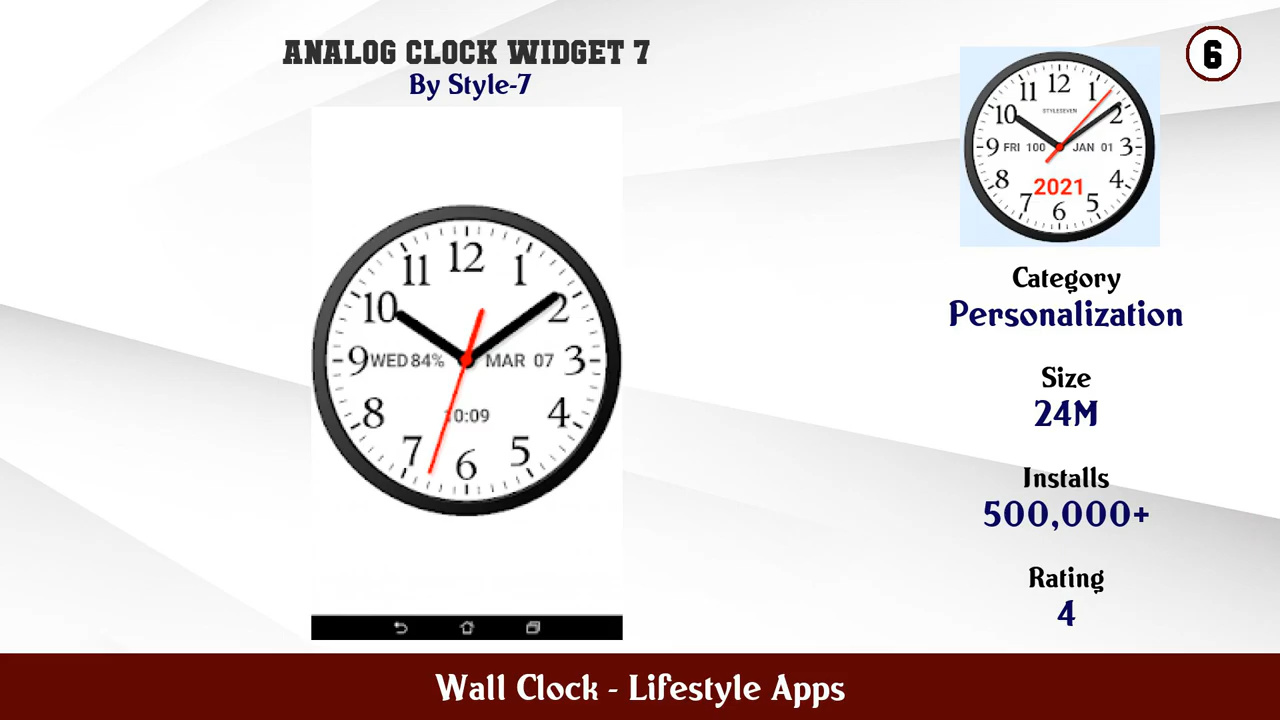 ANALOG CLOCK WIDGET 7
By Style-7
6
12
11 1
10 2
9 WED 84% MAR 07 3
10:09
8 4
7 5
6
12
11 1
STYLESEVEN
10 2
9 FRI 100 JAN 01 3
8 4
2021
7 5
6
Category
Personalization
Size
24M
Installs
500,000+
Rating
4
Wall Clock - Lifestyle Apps